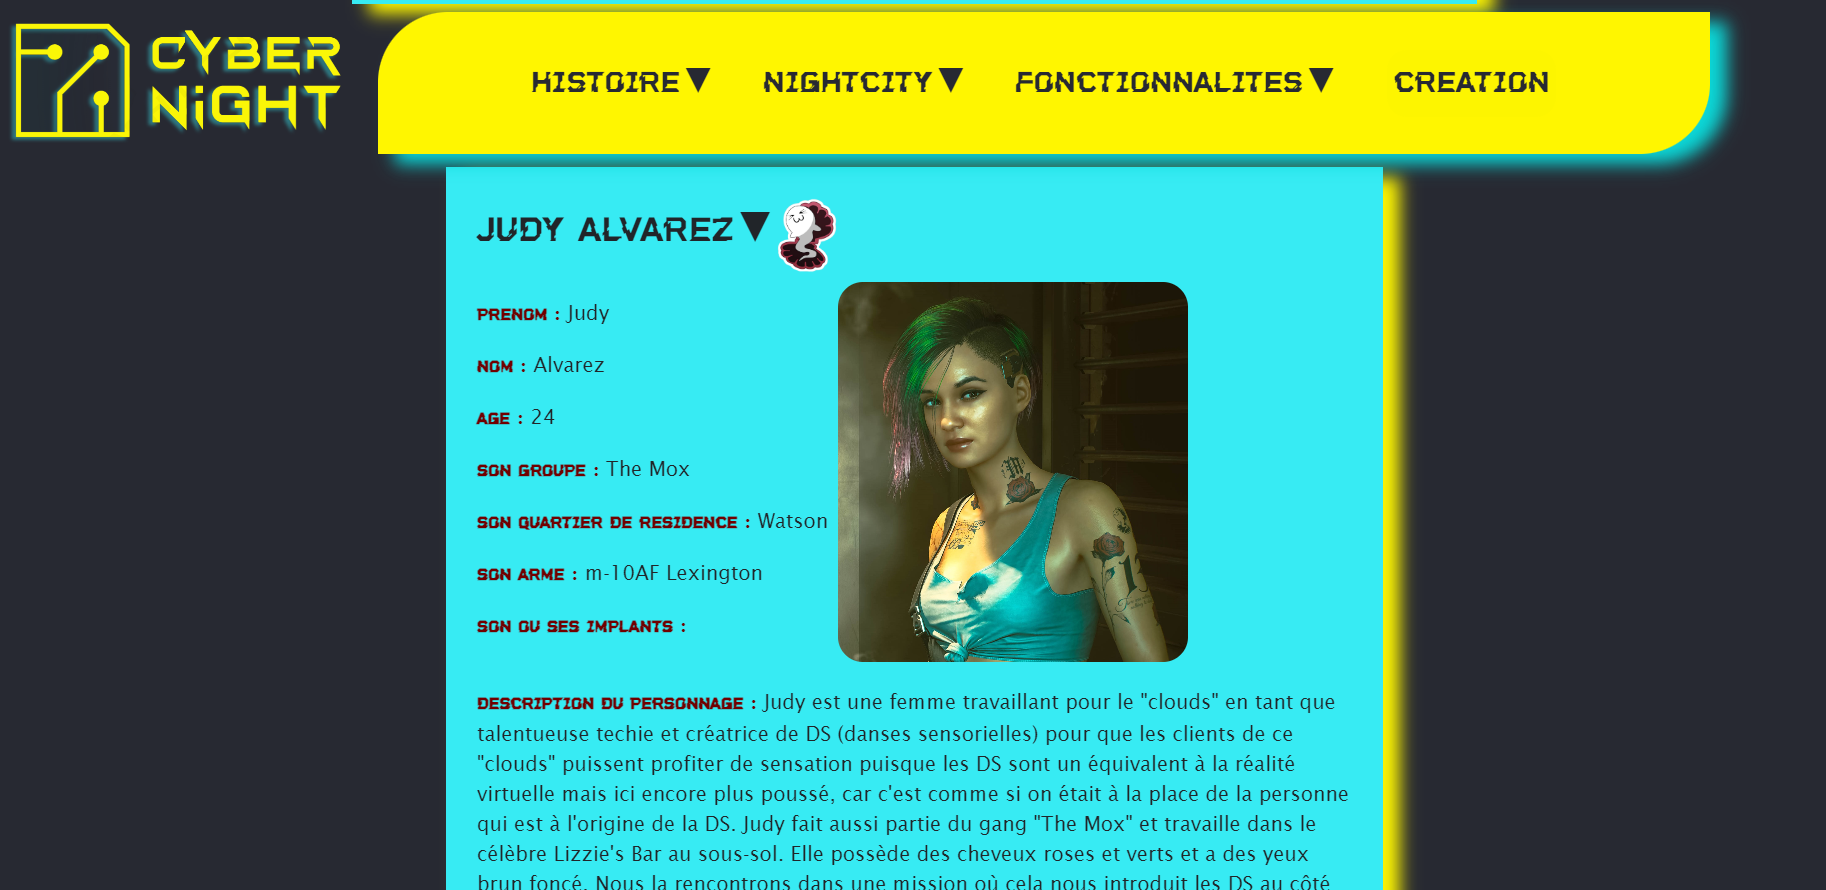 CYBER
NiGHT
HISTOIRE▼ NIGHTCITY▼ FONCTIONNALITES▼ CREATION
JUDY ALVAREZ▼
PRENOM : Judy
NOM : Alvarez
AGE : 24
SON GROUPE : The Mox
SON QUARTIER DE RESIDENCE : Watson
SON ARME : m-10AF Lexington
SON OU SES IMPLANTS :
DESCRIPTION DU PERSONNAGE : Judy est une femme travaillant pour le "clouds" en tant que
talentueuse techie et créatrice de DS (danses sensorielles) pour que les clients de ce
"clouds" puissent profiter de sensation puisque les DS sont un équivalent à la réalité
virtuelle mais ici encore plus poussé, car c'est comme si on était à la place de la personne
qui est à l'origine de la DS. Judy fait aussi partie du gang "The Mox" et travaille dans le
célèbre Lizzie's Bar au sous-sol. Elle possède des cheveux roses et verts et a des yeux
brun foncé. Nous la rencontrons dans une mission où cela nous introduit les DS au côté